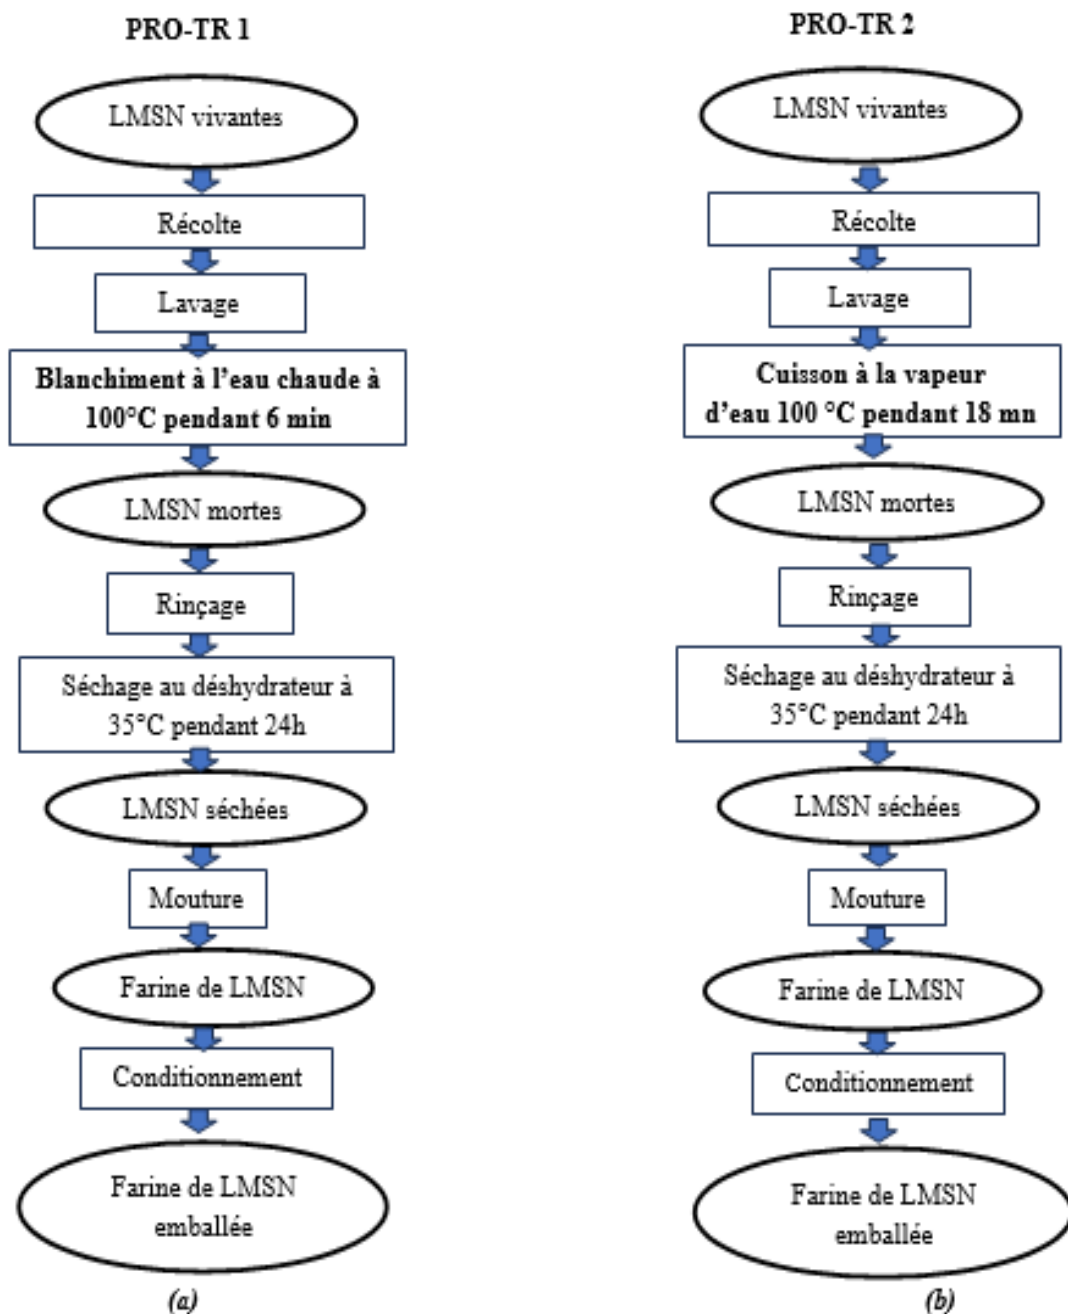 PRO-TR 1
LMSN vivantes
Récolte
Lavage
Blanchiment à l'eau chaude à
100°C pendant 6 min
LMSN mortes
Rinçage
Séchage au déshydrateur à
35°C pendant 24h
LMSN séchées
Mouture
Farine de LMSN
Conditionnement
Farine de LMSN
emballée
(a)
PRO-TR 2
LMSN vivantes
Récolte
Lavage
Cuisson à la vapeur
d'eau 100 °C pendant 18 mn
LMSN mortes
Rinçage
Séchage au déshydrateur à
35°C pendant 24h
LMSN séchées
Mouture
Farine de LMSN
Conditionnement
Farine de LMSN
emballée
(b)